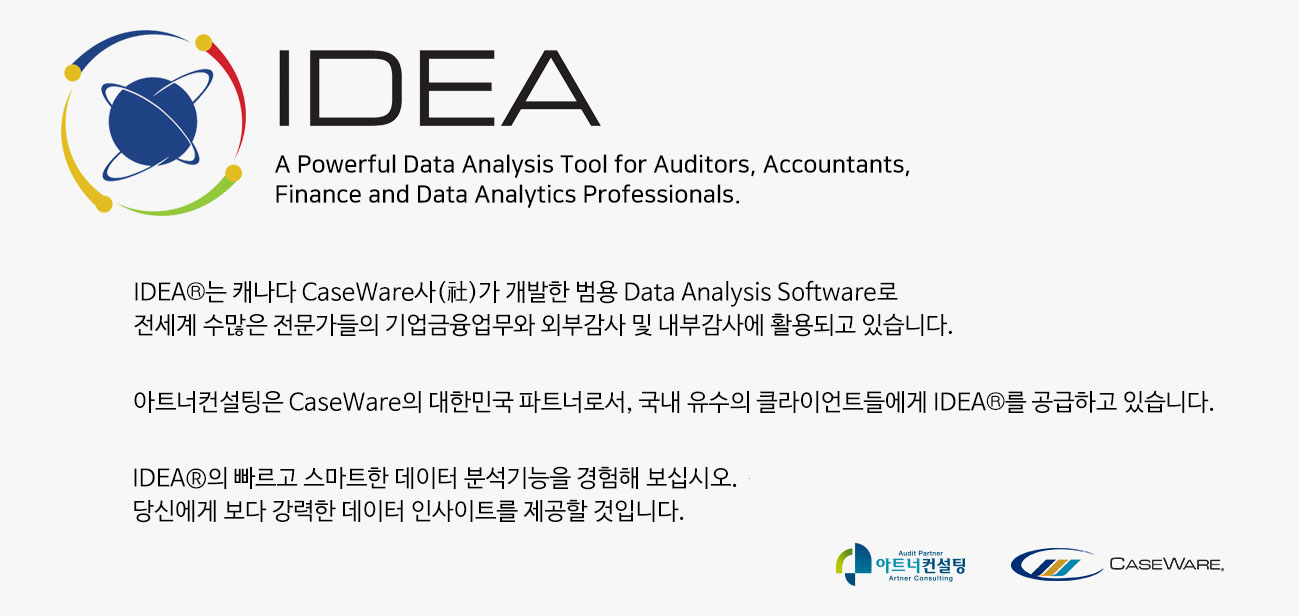 IDEA
A Powerful Data Analysis Tool for Auditors, Accountants,
Finance and Data Analytics Professionals.
IDEA®는 캐나다 CaseWare사(社)가 개발한 범용 Data Analysis Software로
전세계 수많은 전문가들의 기업금융업무와 외부감사 및 내부감사에 활용되고 있습니다.
아트너컨설팅은 CaseWare의 대한민국 파트너로서, 국내 유수의 클라이언트들에게 IDEA®를 공급하고 있습니다.
IDEA®의 빠르고 스마트한 데이터 분석기능을 경험해 보십시오.
당신에게 보다 강력한 데이터 인사이트를 제공할 것입니다.
Audit Partner
아트너컨설팅
Artner Consulting
CASEWARE.